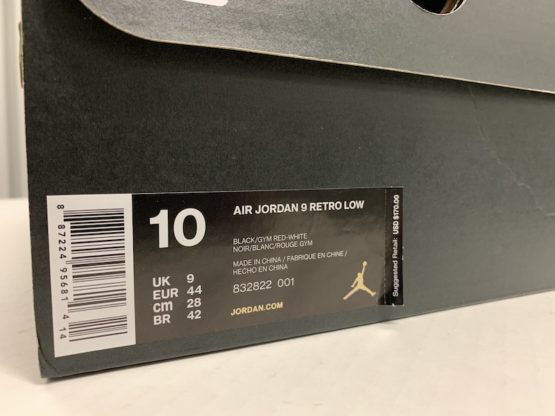 8 87224 95681 4 14
10
UK 9
EUR 44
cm 28
BR 42
AIR JORDAN 9 RETRO LOW
BLACK/GYM RED-WHITE
NOIR/BLANC/ROUGE GYM
MADE IN CHINA / FABRIQUE EN CHINE /
HECHO EN CHINA
832822 001
JORDAN.COM
Suggested Retail: USD $170.00